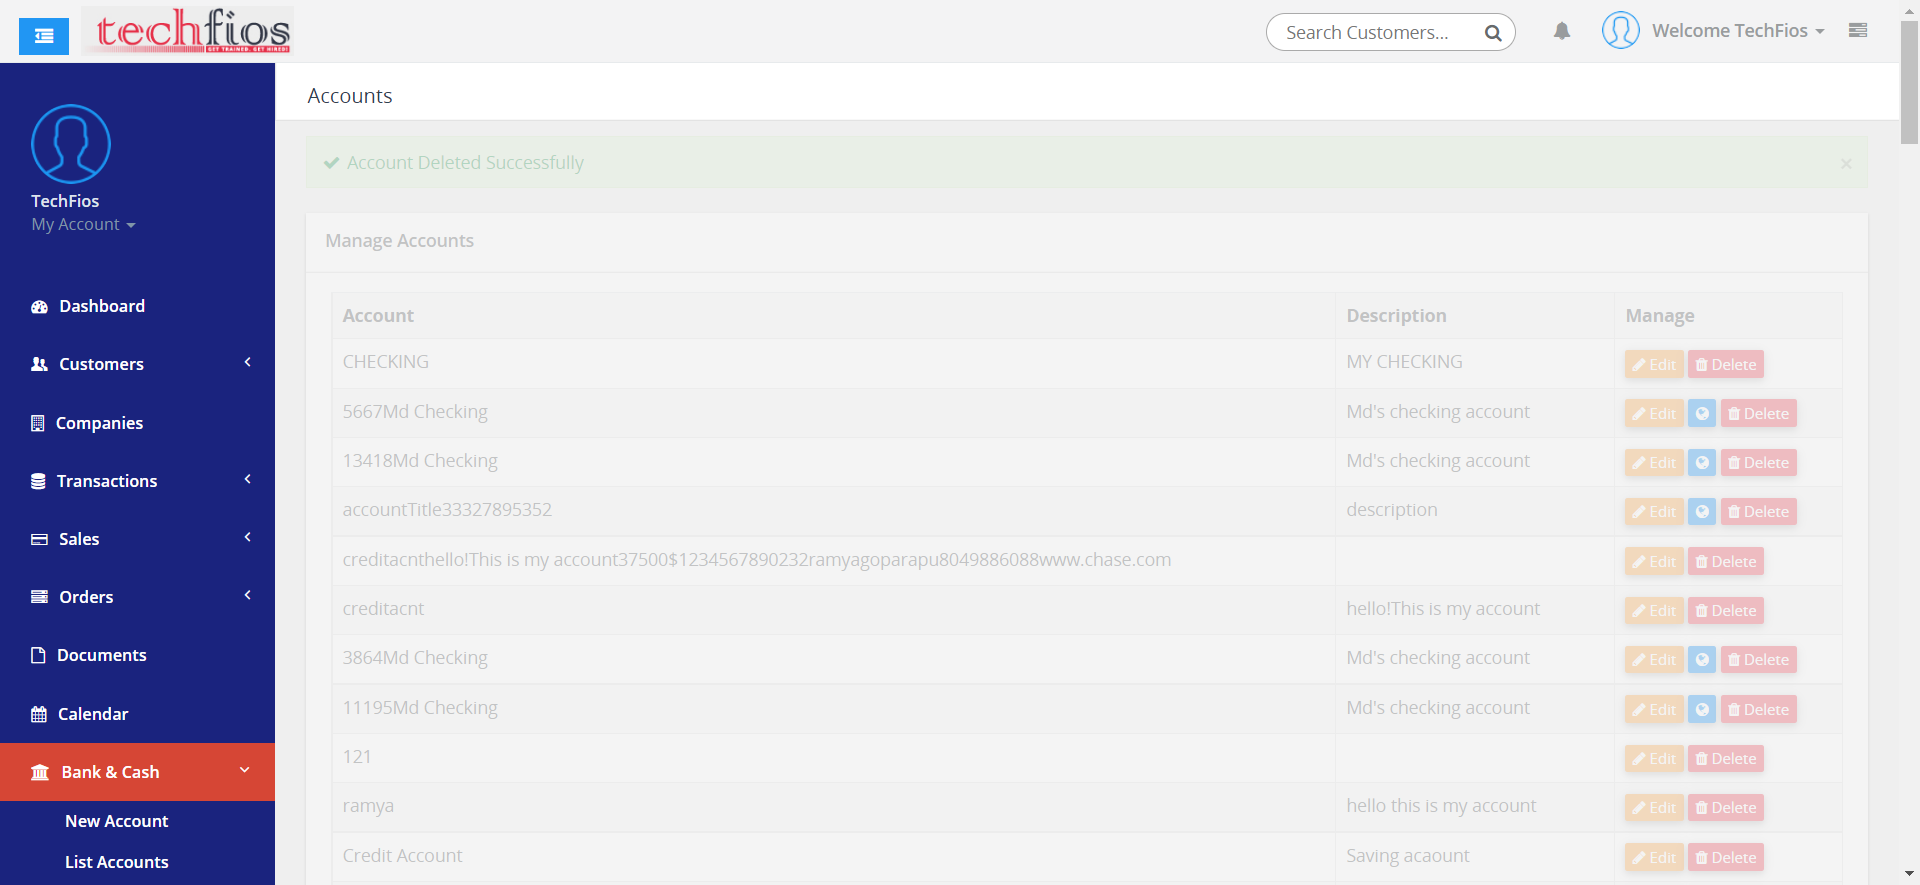 techfios
GET TRAINED. GET HIRED!
Search Customers...
Welcome TechFios
TechFios
My Account
Dashboard
Customers
Companies
Transactions
Sales
Orders
Documents
Calendar
Bank & Cash
New Account
List Accounts
Accounts
Account Deleted Successfully
×
Manage Accounts
Account Description Manage
CHECKING MY CHECKING Edit Delete
5667Md Checking Md's checking account Edit Delete
13418Md Checking Md's checking account Edit Delete
accountTitle33327895352 description Edit Delete
creditacnthello!This is my account37500$1234567890232ramyagoparapu8049886088www.chase.com Edit Delete
creditacnt hello!This is my account Edit Delete
3864Md Checking Md's checking account Edit Delete
11195Md Checking Md's checking account Edit Delete
121 Edit Delete
ramya hello this is my account Edit Delete
Credit Account Saving acaount Edit Delete